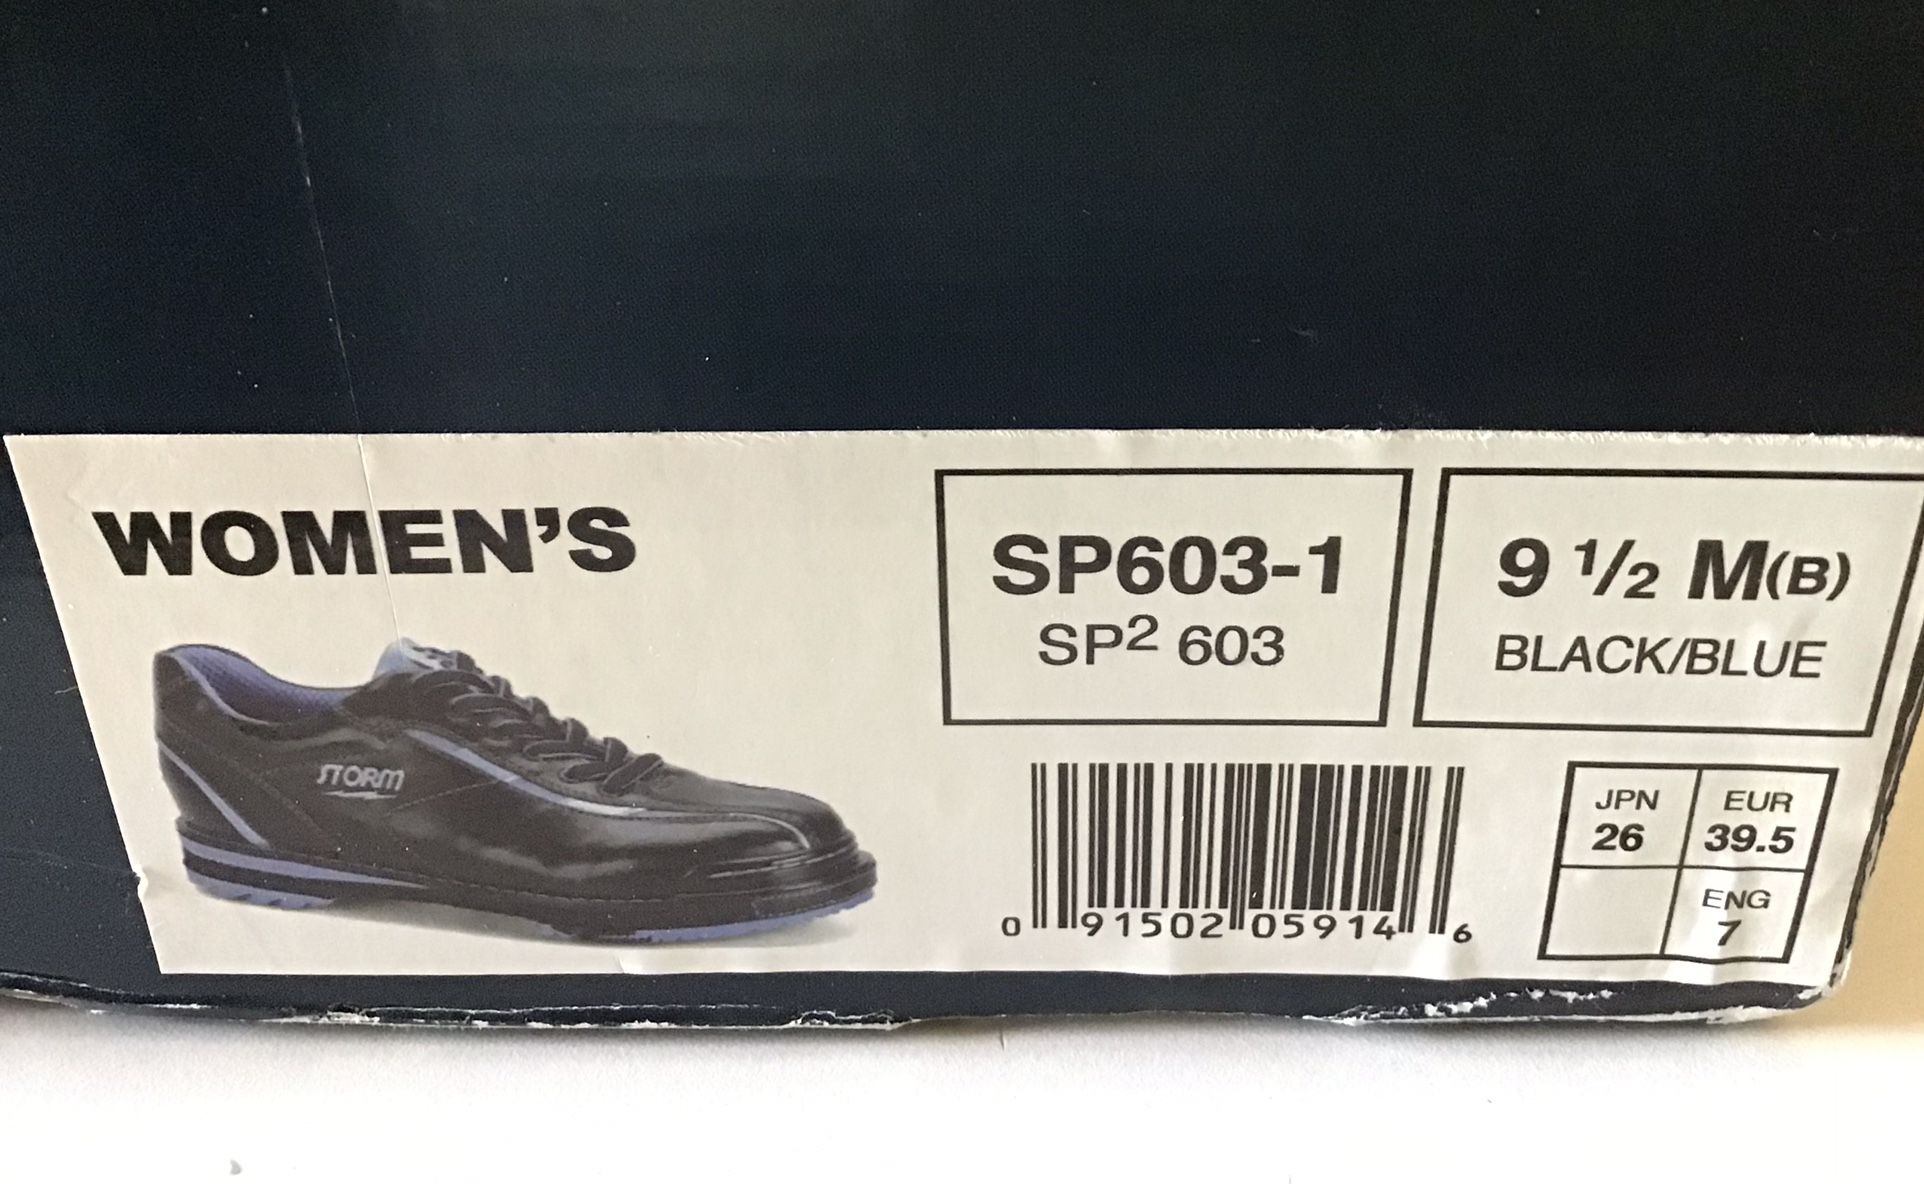 WOMEN'S
STORM
SP603-1
SP² 603
9 ½ M(B)
BLACK/BLUE
0 91502 05914 6
JPN
26
EUR
39.5
ENG
7